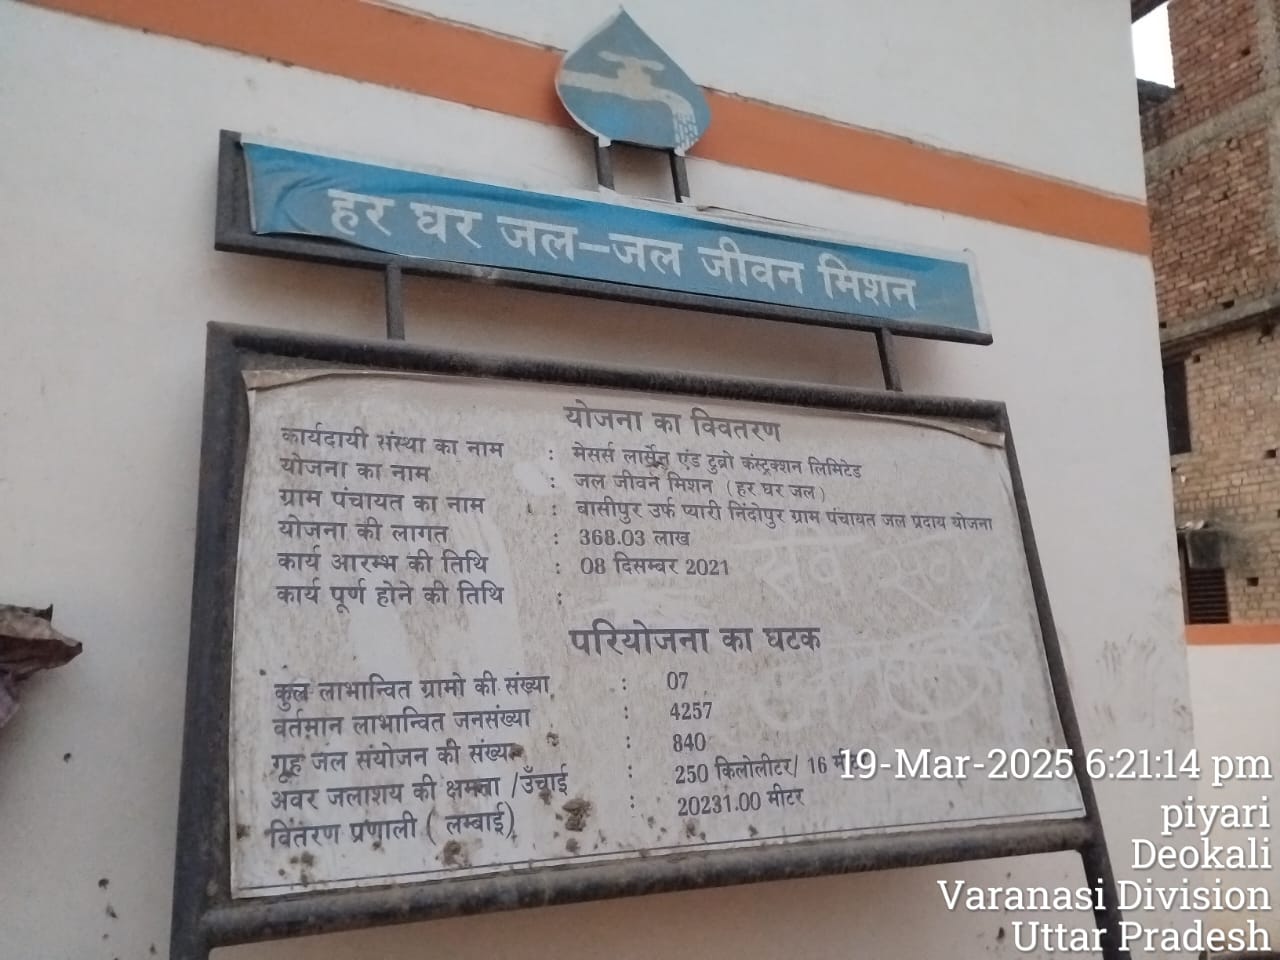 हर घर जल–जल जीवन मिशन
योजना का विवतरण
कार्यदायी संस्था का नाम : मेसर्स लार्सेन एंड टुब्रो कंस्ट्रक्शन लिमिटेड
योजना का नाम : जल जीवन मिशन (हर घर जल)
ग्राम पंचायत का नाम : बासीपुर उर्फ प्यारी निंदोपुर ग्राम पंचायत जल प्रदाय योजना
योजना की लागत : 368.03 लाख
कार्य आरम्भ की तिथि : 08 दिसम्बर 2021
कार्य पूर्ण होने की तिथि :
परियोजना का घटक
कुल लाभान्वित ग्रामो की संख्या : 07
वर्तमान लाभान्वित जनसंख्या : 4257
गृह जल संयोजन की संख्या : 840
अवर जलाशय की क्षमता /उँचाई : 250 किलोलीटर/ 16 मीटर
वितरण प्रणाली ( लम्बाई) : 20231.00 मीटर
19-Mar-2025 6:21:14 pm
piyari
Deokali
Varanasi Division
Uttar Pradesh